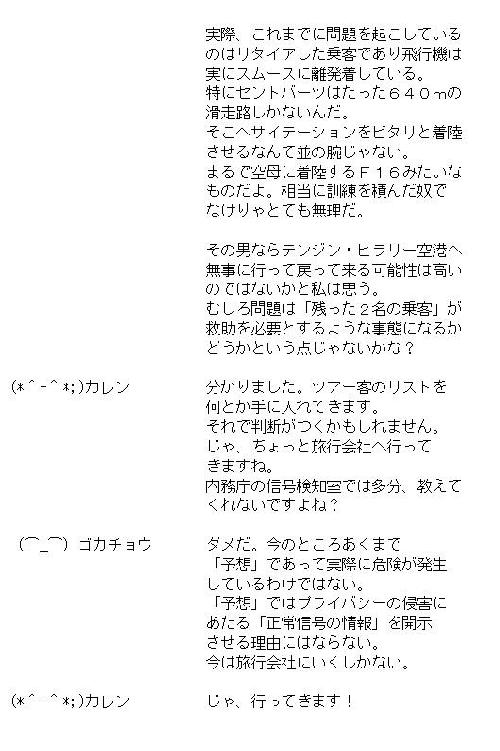 実際、これまでに問題を起こしている
のはリタイアした乗客であり飛行機は
実にスムースに離発着している。
特にセントバーツはたった６４０ｍの
滑走路しかないんだ。
そこへサイテーションをピタリと着陸
させるなんて並の腕じゃない。
まるで空母に着陸するＦ１６みたいな
ものだよ。相当に訓練を積んだ奴で
なけりゃとても無理だ。
その男ならテンジン・ヒラリー空港へ
無事に行って戻って来る可能性は高い
のではないかと私は思う。
むしろ問題は「残った２名の乗客」が
救助を必要とするような事態になるか
どうかという点じゃないかな？
(*＾-＾*;)カレン　分かりました。ツアー客のリストを
何とか手に入れてきます。
それで判断がつくかもしれません。
じゃ、ちょっと旅行会社へ行って
きますね。
内務庁の信号検知室では多分、教えて
くれないですよね？
（⌒_⌒）ゴカチョウ　ダメだ。今のところあくまで
「予想」であって実際に危険が発生
しているわけではない。
「予想」ではプライバシーの侵害に
あたる「正常信号の情報」を開示
させる理由にはならない。
今は旅行会社にいくしかない。
(*＾ ＾*;)カレン　じゃ、行ってきます！